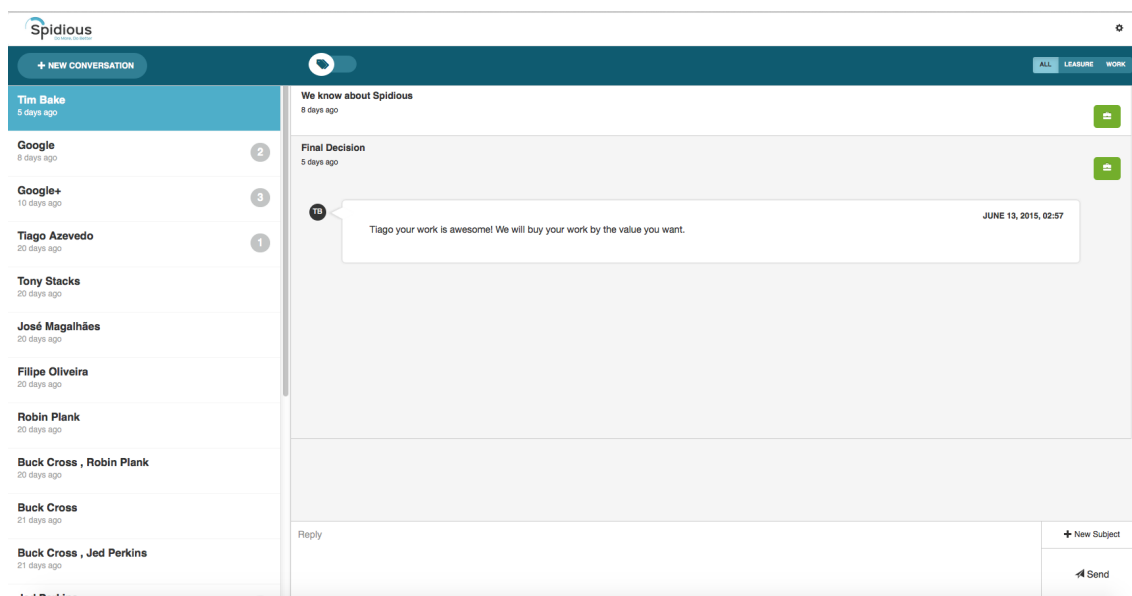 Spidious
+ NEW CONVERSATION
ALL LEASURE WORK
Tim Bake
5 days ago
Google
8 days ago
2
Google+
10 days ago
3
Tiago Azevedo
20 days ago
1
Tony Stacks
20 days ago
José Magalhães
20 days ago
Filipe Oliveira
20 days ago
Robin Plank
20 days ago
Buck Cross , Robin Plank
20 days ago
Buck Cross
21 days ago
Buck Cross , Jed Perkins
21 days ago
We know about Spidious
8 days ago
Final Decision
5 days ago
TB
JUNE 13, 2015, 02:57
Tiago your work is awesome! We will buy your work by the value you want.
Reply
+ New Subject
Send